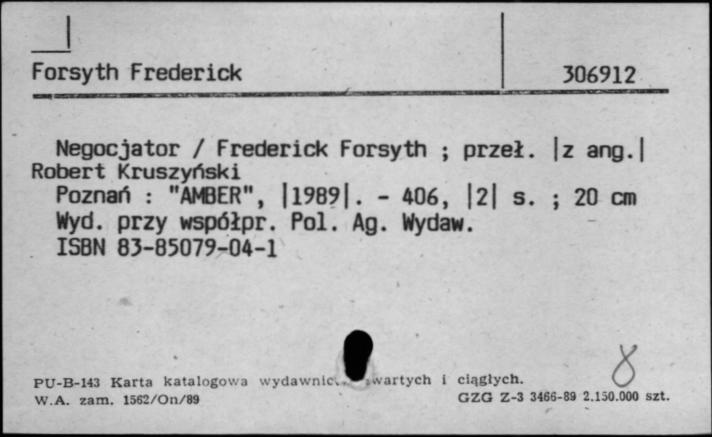 Forsyth Frederick
306912
Negocjator / Frederick Forsyth ; przeł. |z ang.|
Robert Kruszyński
Poznań : "AMBER", |1989|. - 406, |2| s. ; 20 cm
Wyd. przy współpr. Pol. Ag. Wydaw.
ISBN 83-85079-04-1
8
PU-B-143 Karta katalogowa wydawnic wartych i ciągłych.
W.A. zam. 1562/On/89
GZG Z-3 3466-89 2.150.000 szt.